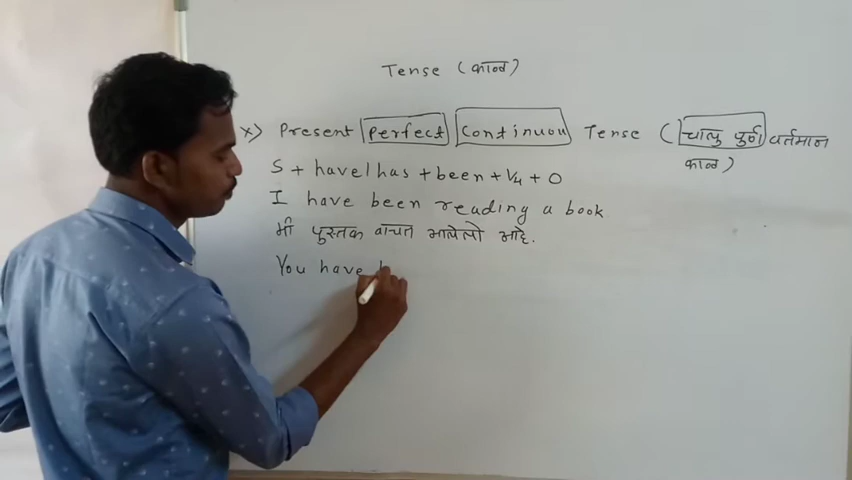 Tense (काळ)
*) Present Perfect Continuou Tense (चालु पुर्ण वर्तमान
काळ)
S + have/has + been + V4 + O
I have been reading a book
मी पुस्तक वाचत आलेलो आहे.
You have b